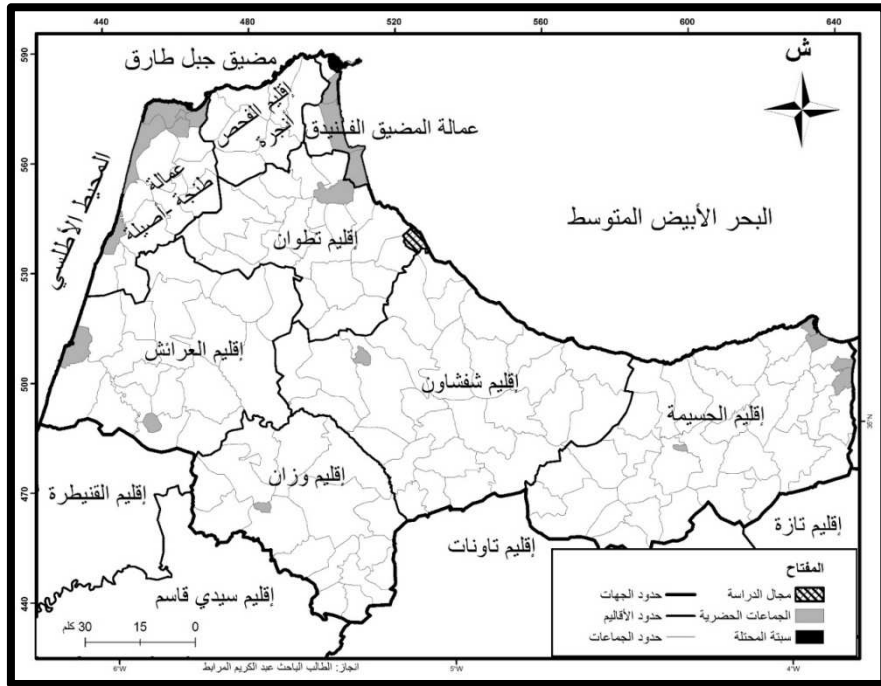 440 480 520 560 600 640
590
مضيق جبل طارق
ش
إقليم الفحص
أنجرة
عمالة المضيق الفنيدق
560
المحيط الأطلسي
عمالة
طنجة -أصيلة
البحر الأبيض المتوسط
إقليم تطوان
530
إقليم العرائش
إقليم شفشاون
500
إقليم الحسيمة
35°N
إقليم وزان
470
إقليم القنيطرة
إقليم تاونات
إقليم تازة
إقليم سيدي قاسم
440
المفتاح
مجال الدراسة
حدود الجهات
الجماعات الحضرية
حدود الأقاليم
سبتة المحتلة
حدود الجماعات
30 كلم 15 0
6°W 5°W 4°W
انجاز: الطالب الباحث عبد الكريم المرابط